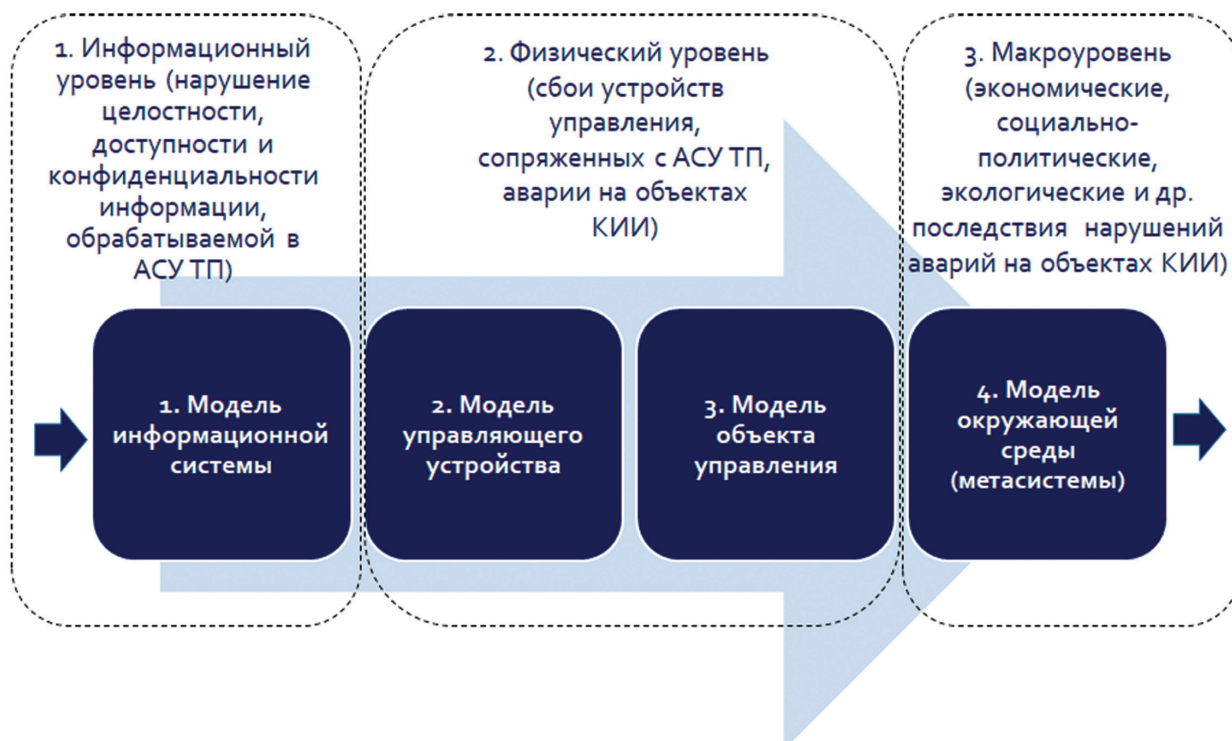 1. Информационный
уровень (нарушение
целостности,
доступности и
конфиденциальности
информации,
обрабатываемой в
АСУ ТП)
2. Физический уровень
(сбои устройств
управления,
сопряженных с АСУ ТП,
аварии на объектах
КИИ)
3. Макроуровень
(экономические,
социально-
политические,
экологические и др.
последствия нарушений
аварий на объектах КИИ)
1. Модель
информационной
системы
2. Модель
управляющего
устройства
3. Модель
объекта
управления
4. Модель
окружающей
среды
(метасистемы)